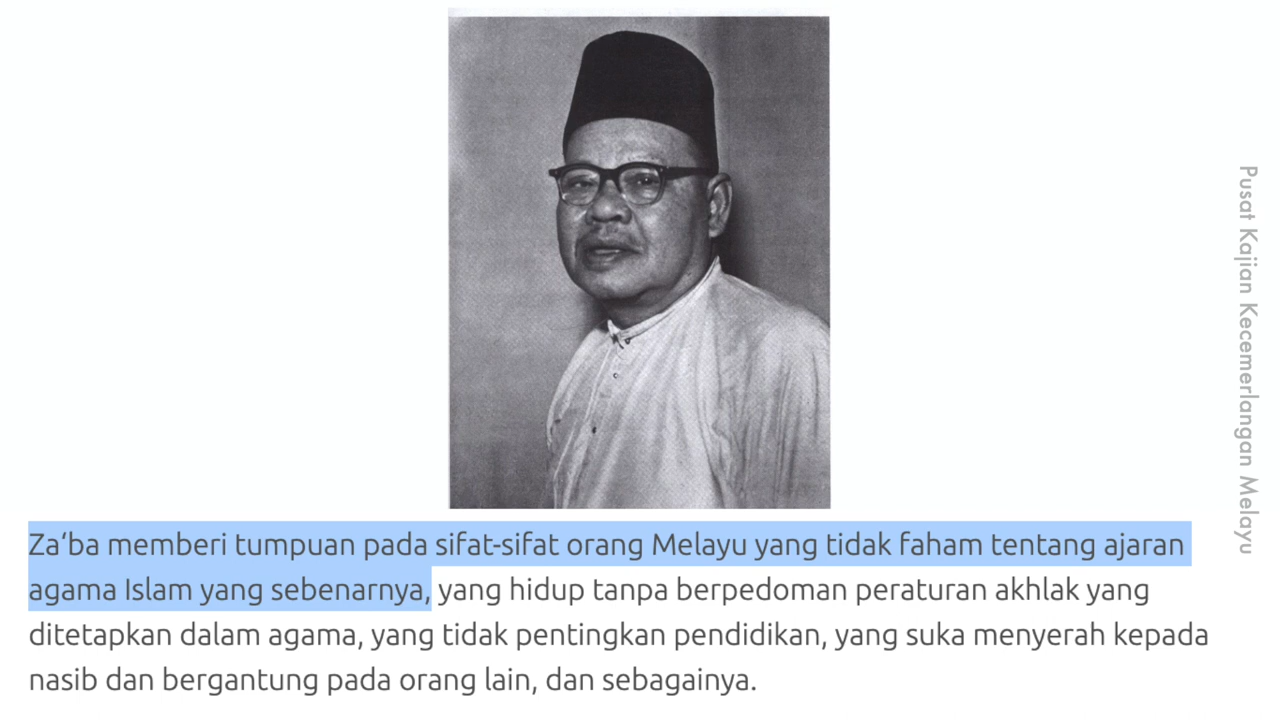 Pusat Kajian Kecemerlangan Melayu
Za‘ba memberi tumpuan pada sifat-sifat orang Melayu yang tidak faham tentang ajaran
agama Islam yang sebenarnya, yang hidup tanpa berpedoman peraturan akhlak yang
ditetapkan dalam agama, yang tidak pentingkan pendidikan, yang suka menyerah kepada
nasib dan bergantung pada orang lain, dan sebagainya.